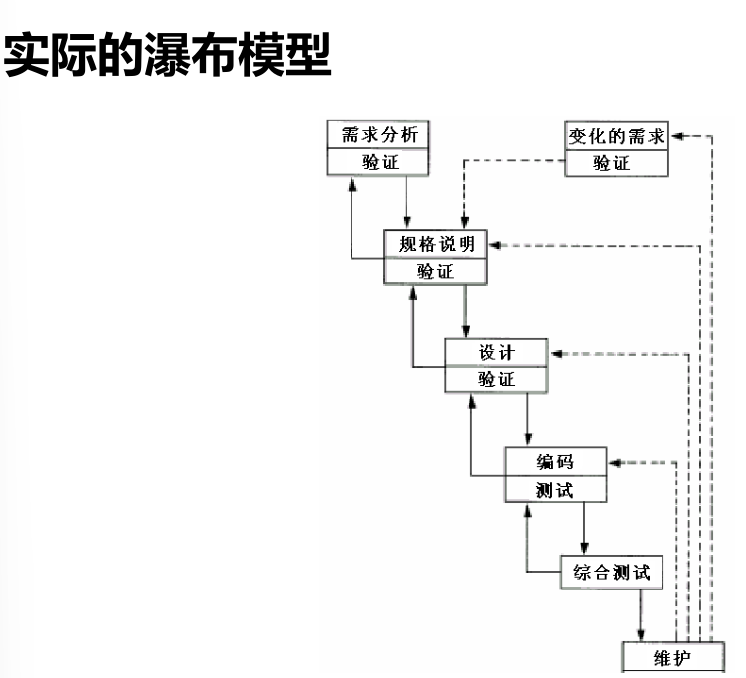 实际的瀑布模型
需求分析
验证
变化的需求
验证
规格说明
验证
设计
验证
编码
测试
综合测试
维护